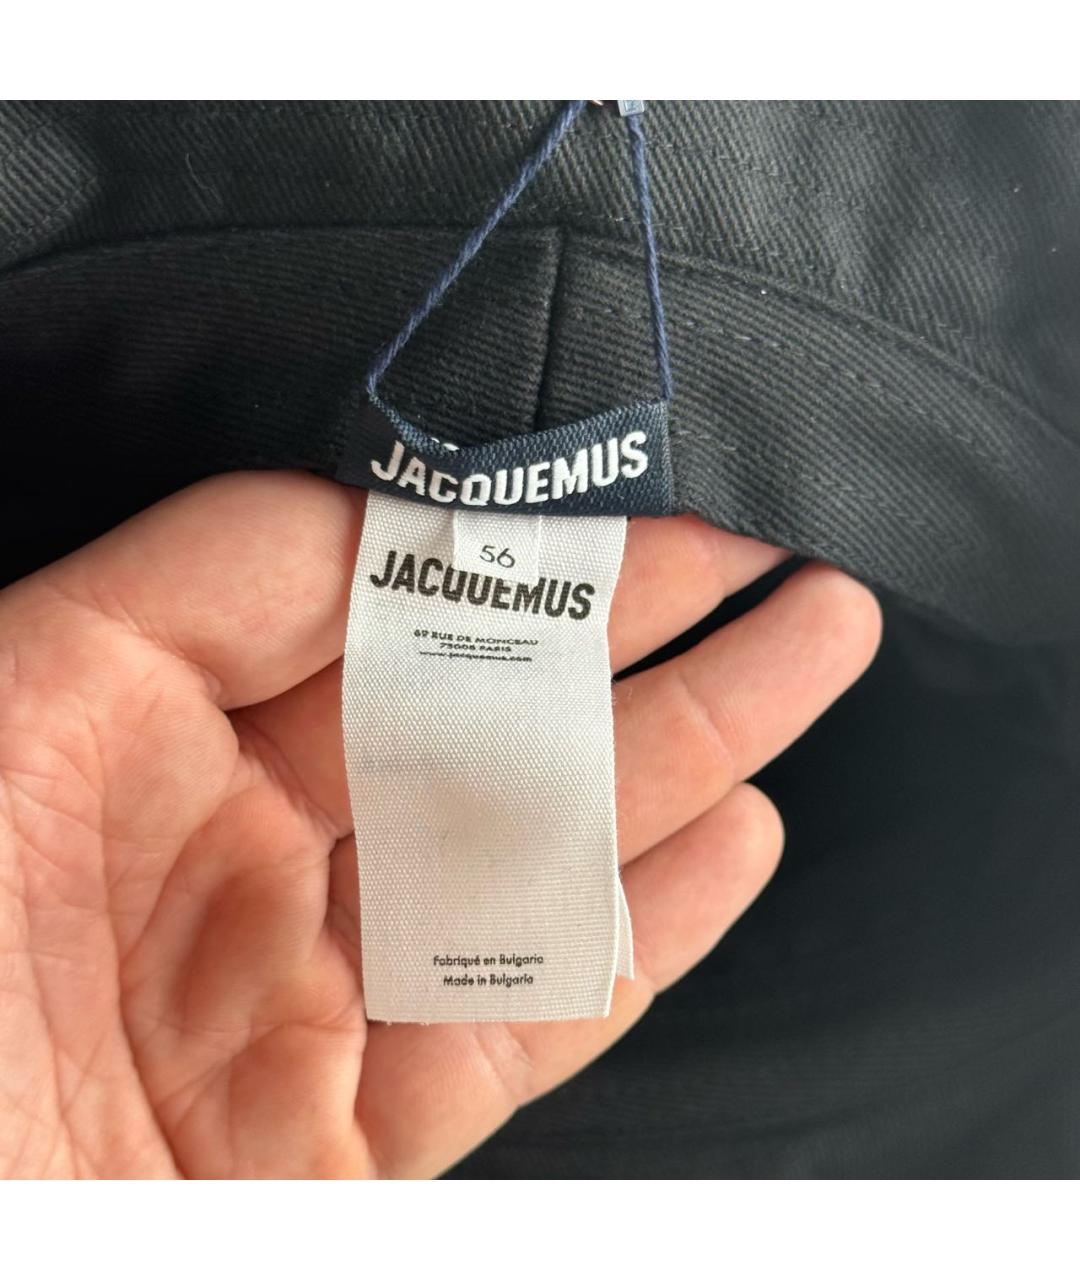 JACQUEMUS
56
JACQUEMUS
69 RUE DE MONCEAU
75008 PARIS
www.jacquemus.com
Fabriqué en Bulgarie
Made in Bulgaria